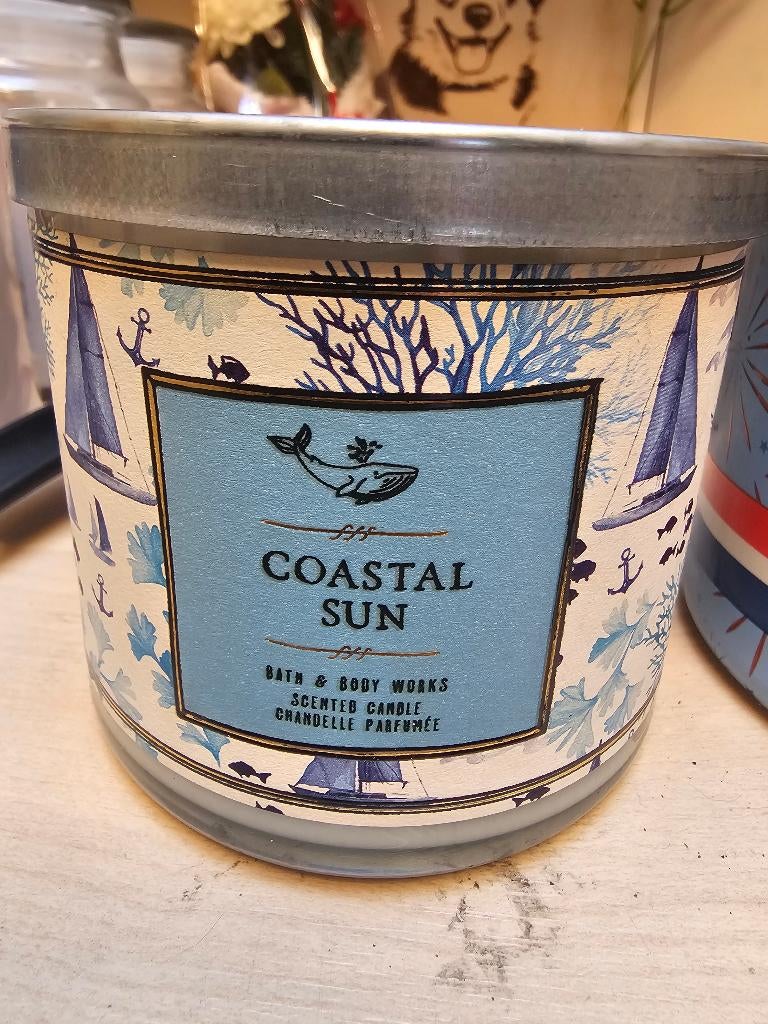 COASTAL
SUN
BATH & BODY WORKS
SCENTED CANDLE
CHANDELLE PARFUMÉE